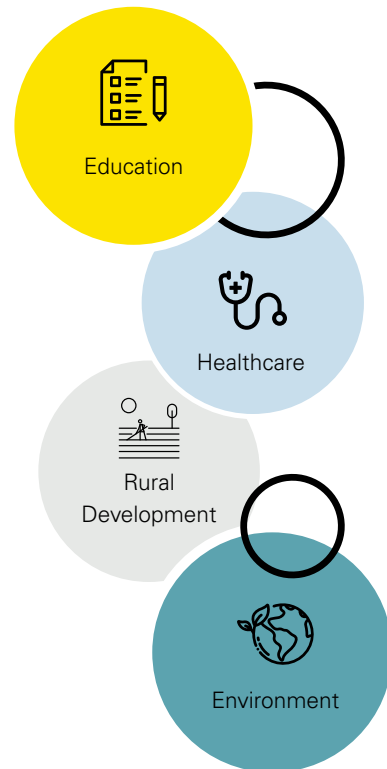 Education
Healthcare
Rural
Development
Environment